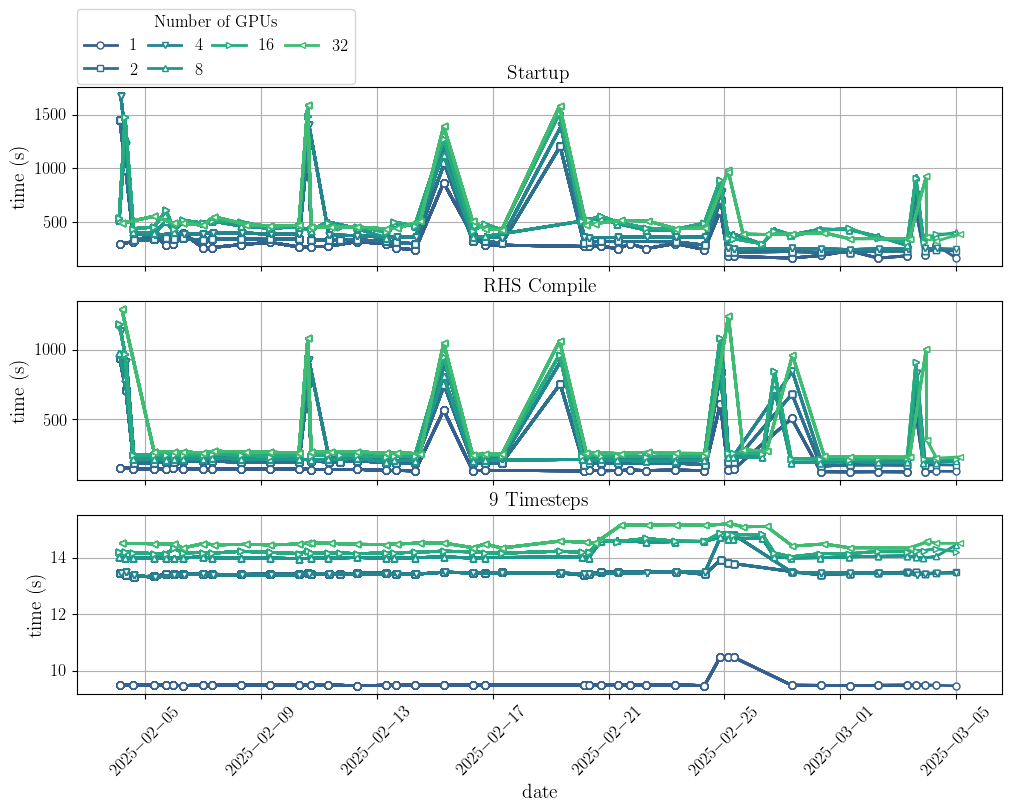 Number of GPUs
1 4 16 32
2 8
Startup
time (s)
1500
1000
500
RHS Compile
time (s)
1000
500
9 Timesteps
time (s)
14
12
10
2025−02−05 2025−02−09 2025−02−13 2025−02−17 2025−02−21 2025−02−25 2025−03−01 2025−03−05
date